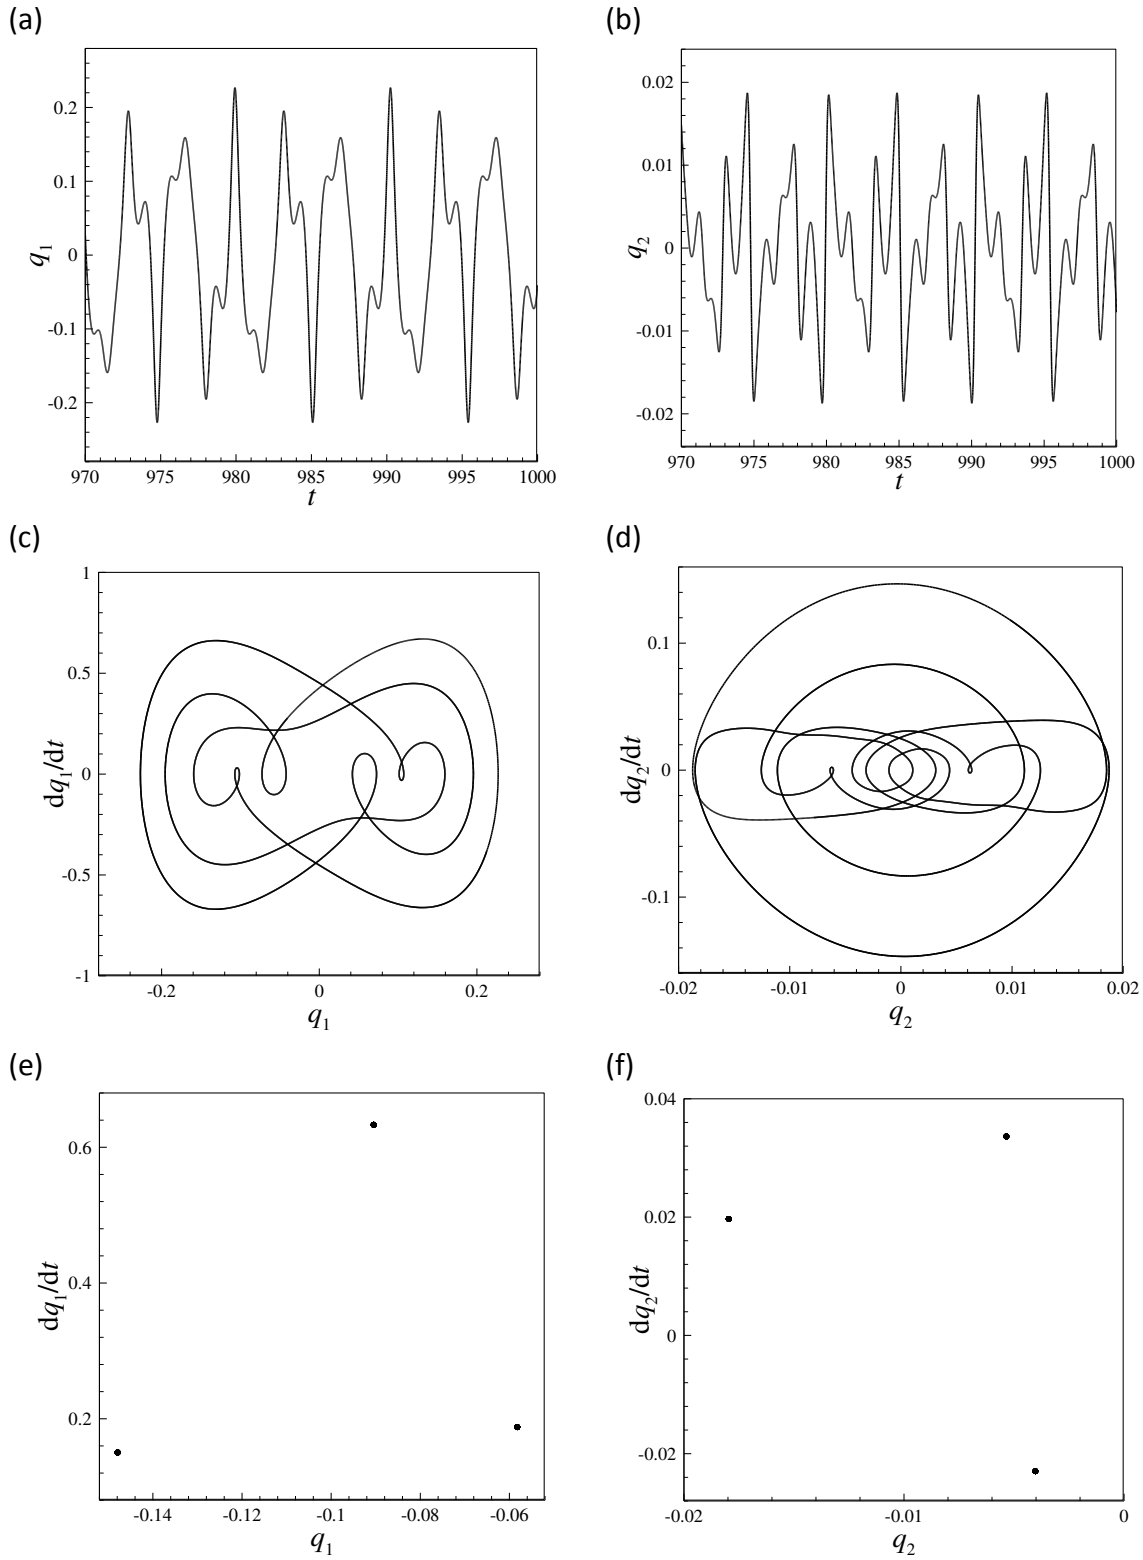 (a)
(b)
0.2
0.1
0
-0.1
-0.2
q1
970 975 980 985 990 995 1000
t
0.02
0.01
0
-0.01
-0.02
q2
970 975 980 985 990 995 1000
t
(c)
(d)
1
0.5
0
-0.5
-1
dq1/dt
-0.2 0 0.2
q1
0.1
0
-0.1
dq2/dt
-0.02 -0.01 0 0.01 0.02
q2
(e)
(f)
0.6
0.4
0.2
dq1/dt
-0.14 -0.12 -0.1 -0.08 -0.06
q1
0.04
0.02
0
-0.02
dq2/dt
-0.02 -0.01 0
q2